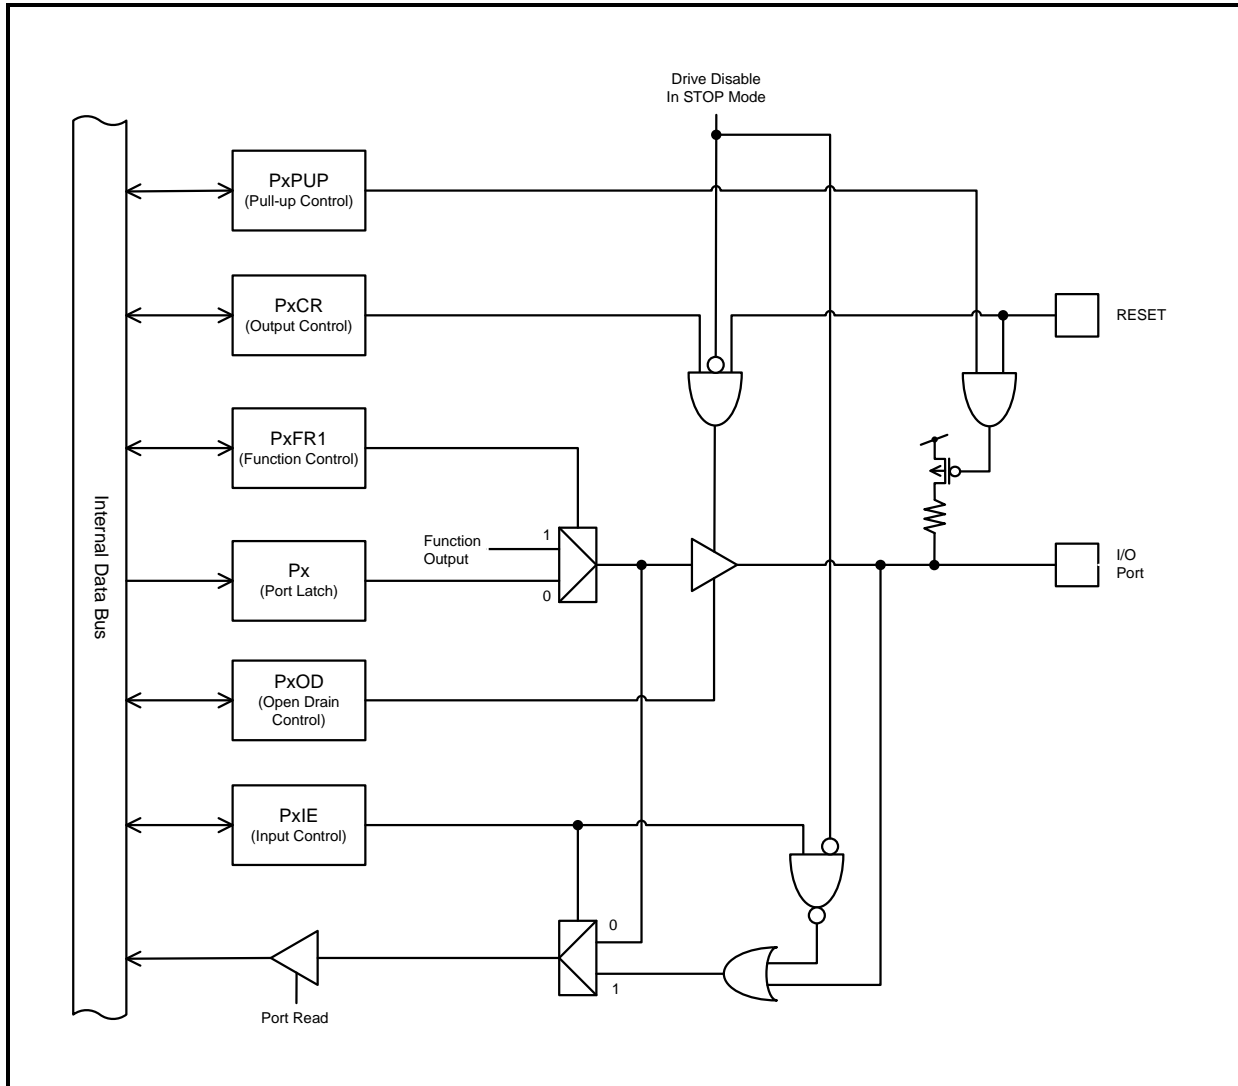 Drive Disable
In STOP Mode
PxPUP
(Pull-up Control)
PxCR
(Output Control)
RESET
PxFR1
(Function Control)
Internal Data Bus
1
Function
Output
I/O
Port
Px
(Port Latch)
0
PxOD
(Open Drain
Control)
PxIE
(Input Control)
0
1
Port Read